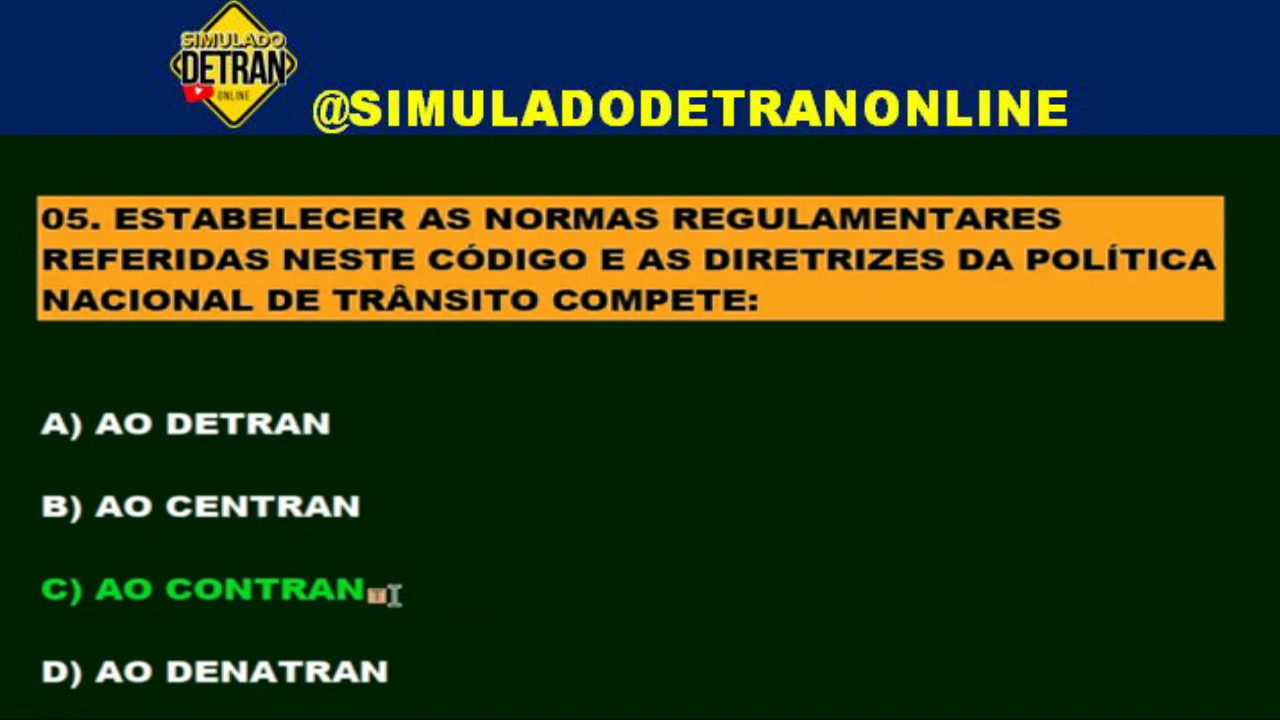 SIMULADO
DETRAN
ONLINE
@SIMULADODETRANONLINE
05. ESTABELECER AS NORMAS REGULAMENTARES
REFERIDAS NESTE CÓDIGO E AS DIRETRIZES DA POLÍTICA
NACIONAL DE TRÂNSITO COMPETE:
A) AO DETRAN
B) AO CENTRAN
C) AO CONTRAN
D) AO DENATRAN